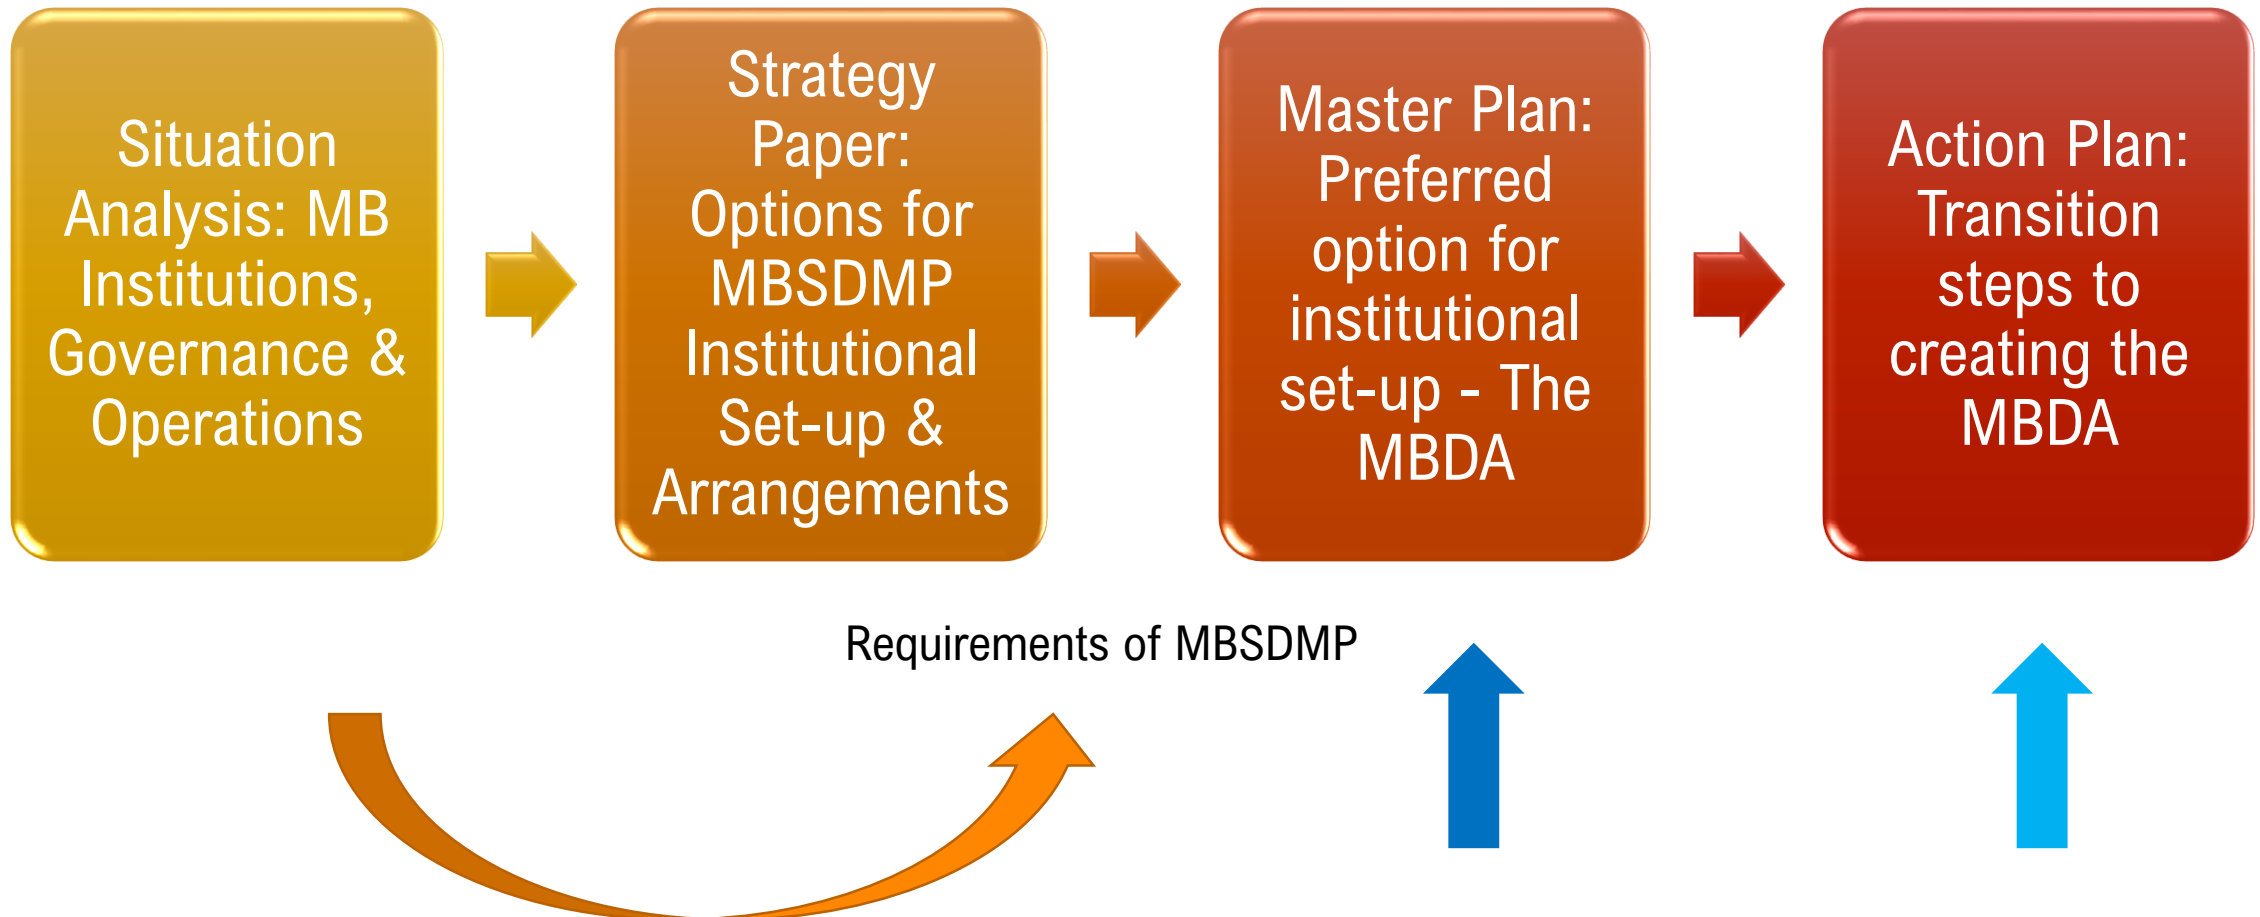 Situation
Analysis: MB
Institutions,
Governance &
Operations
Strategy
Paper:
Options for
MBSDMP
Institutional
Set-up &
Arrangements
Master Plan:
Preferred
option for
institutional
set-up - The
MBDA
Action Plan:
Transition
steps to
creating the
MBDA
Requirements of MBSDMP